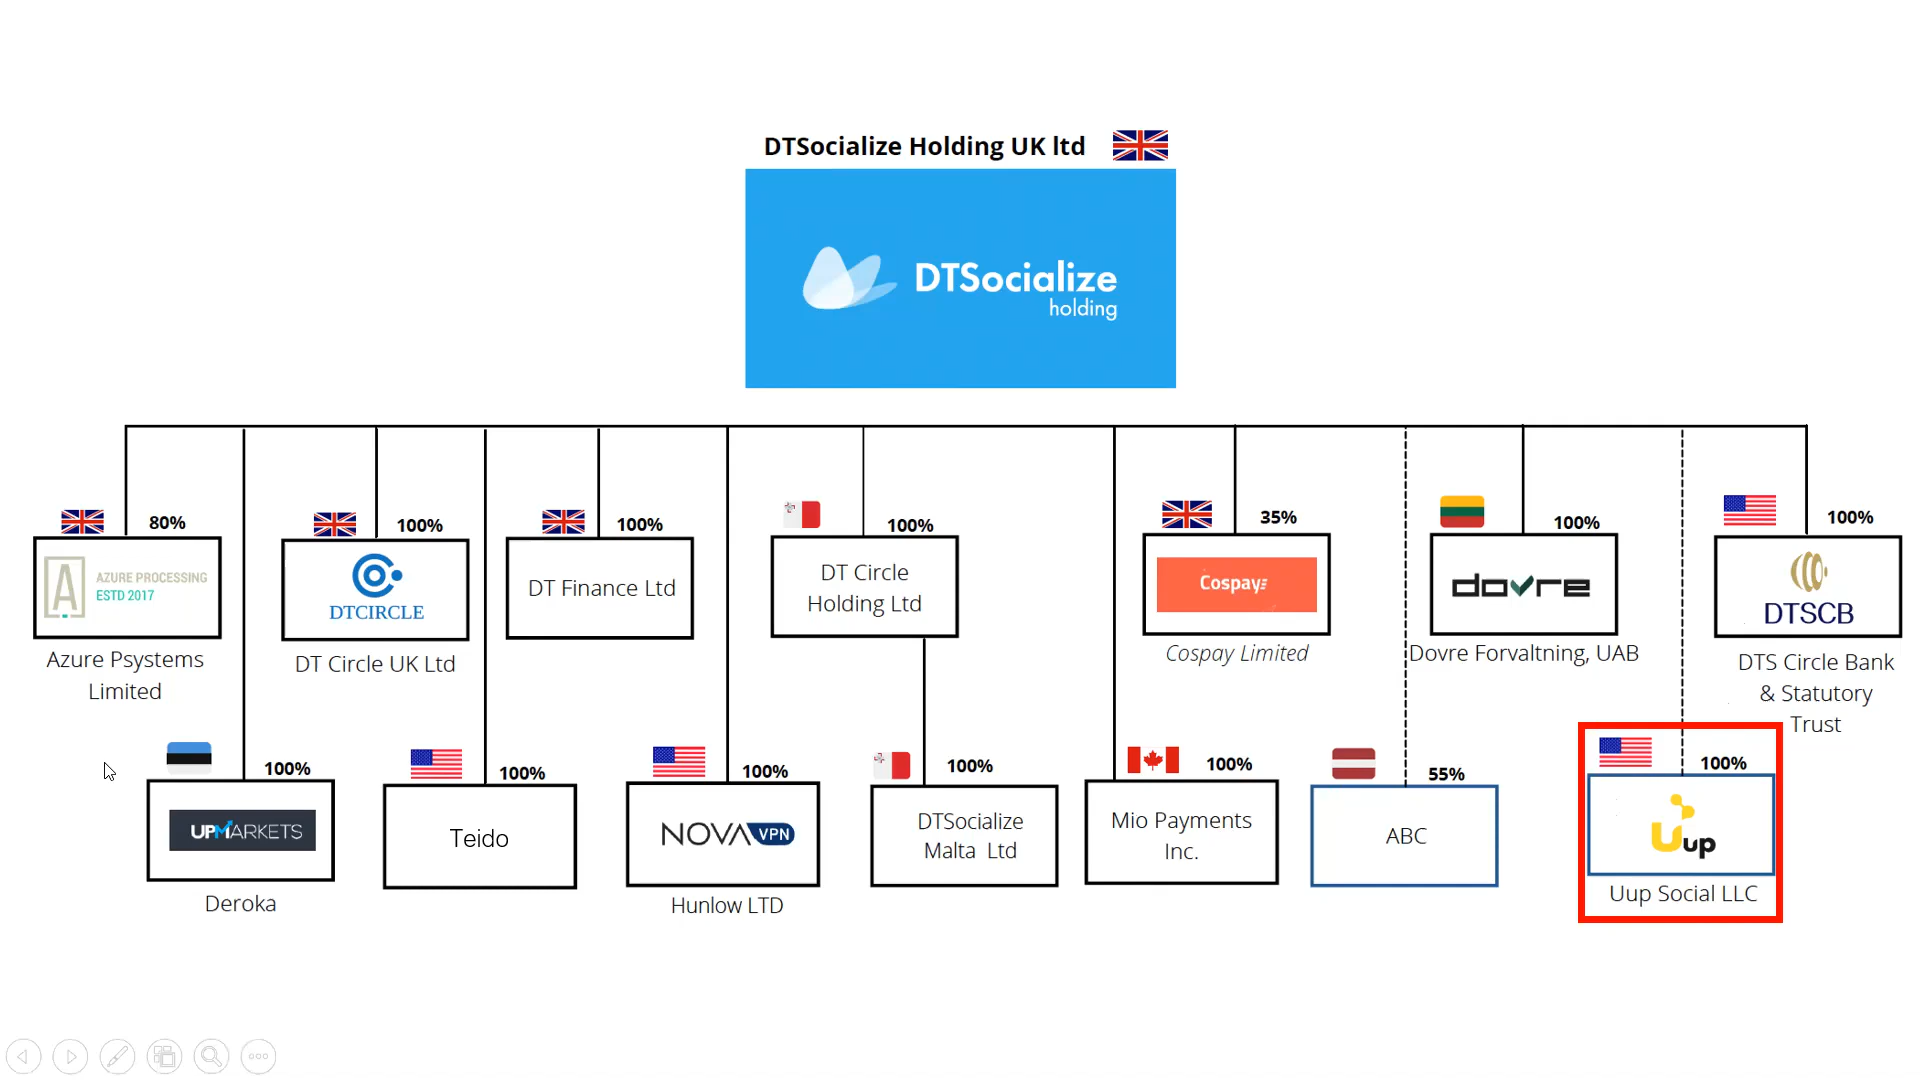 DTSocialize Holding UK ltd
DTSocialize
holding
80%
AZURE PROCESSING
ESTD 2017
Azure Psystems
Limited
100%
DTCIRCLE
DT Circle UK Ltd
100%
DT Finance Ltd
100%
DT Circle
Holding Ltd
35%
Cospay
Cospay Limited
100%
dovre
Dovre Forvaltning, UAB
100%
DTSCB
DTS Circle Bank
& Statutory
Trust
100%
UPMARKETS
Deroka
100%
Teido
100%
NOVA VPN
Hunlow LTD
100%
DTSocialize
Malta Ltd
100%
Mio Payments
Inc.
55%
ABC
100%
Uup
Uup Social LLC